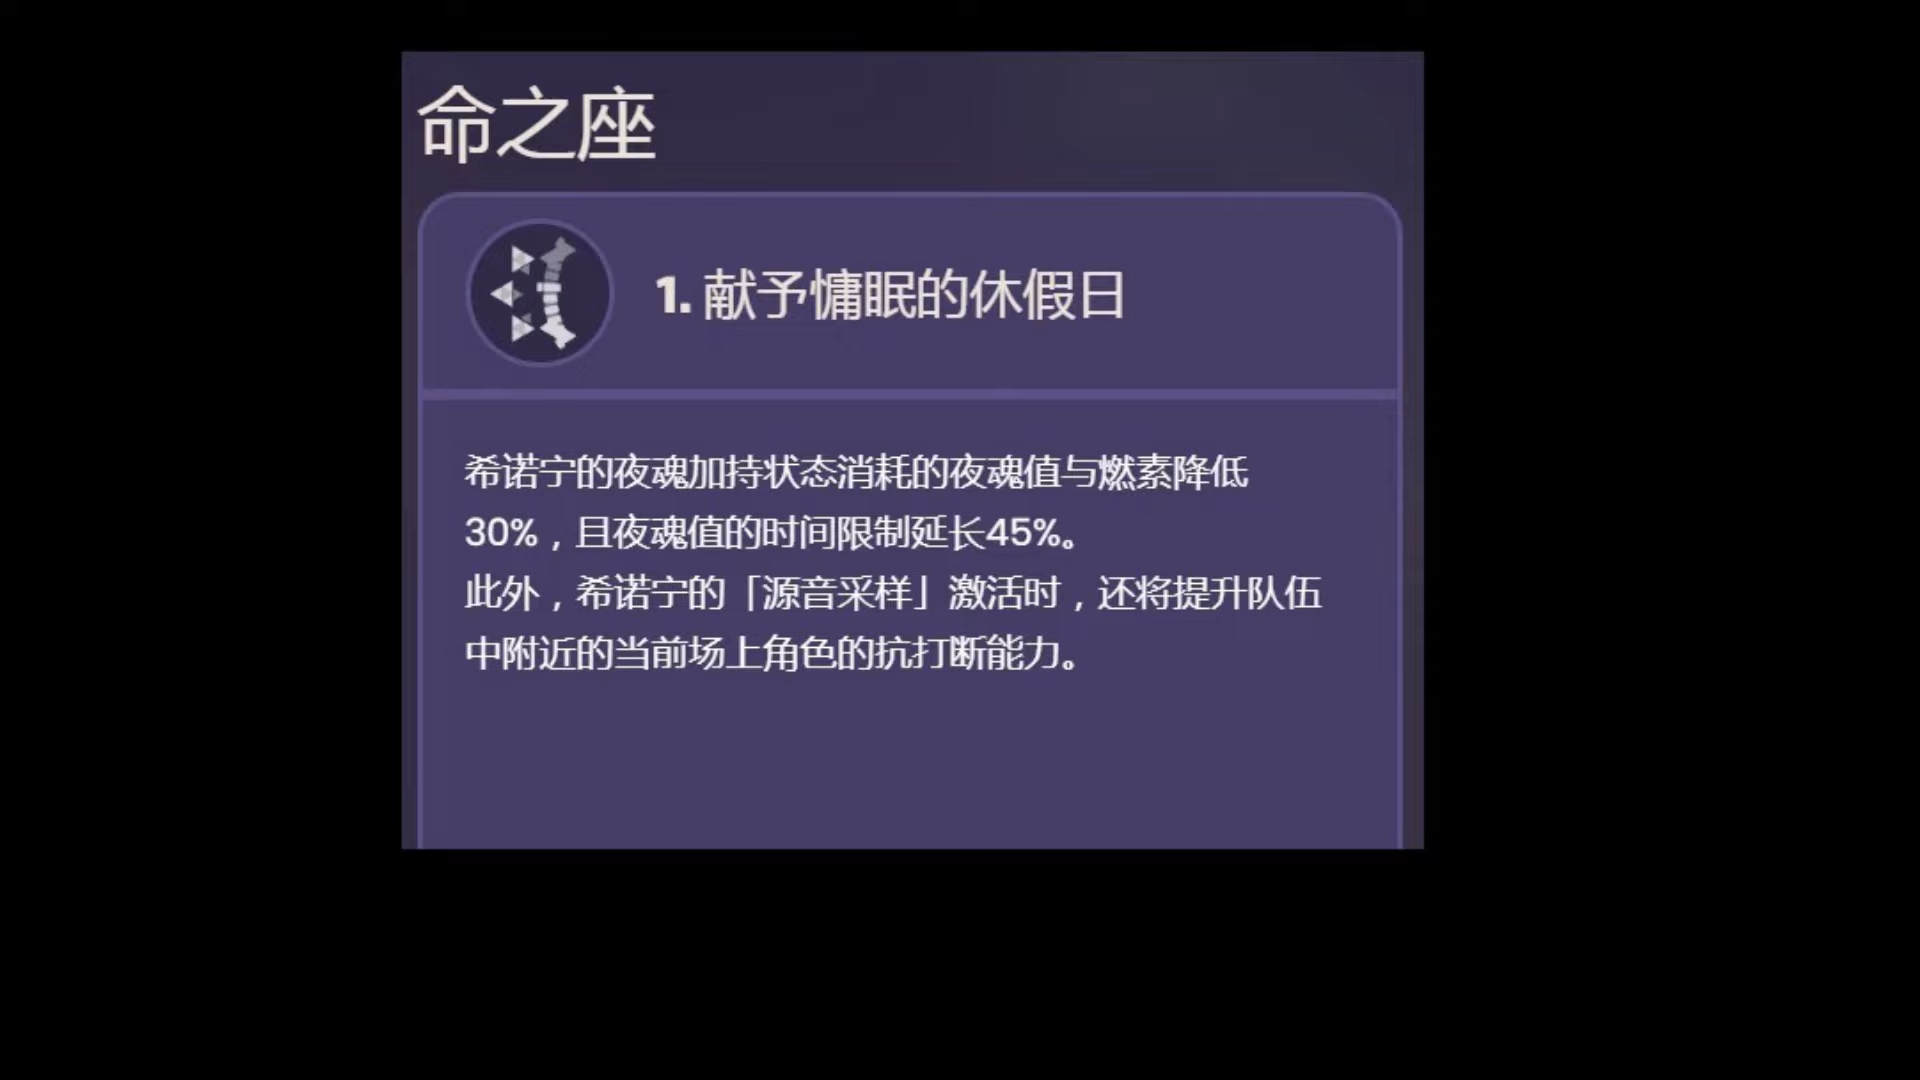 命之座
1. 献予慵眠的休假日
希诺宁的夜魂加持状态消耗的夜魂值与燃素降低
30%，且夜魂值的时间限制延长45%。
此外，希诺宁的「源音采样」激活时，还将提升队伍
中附近的当前场上角色的抗打断能力。